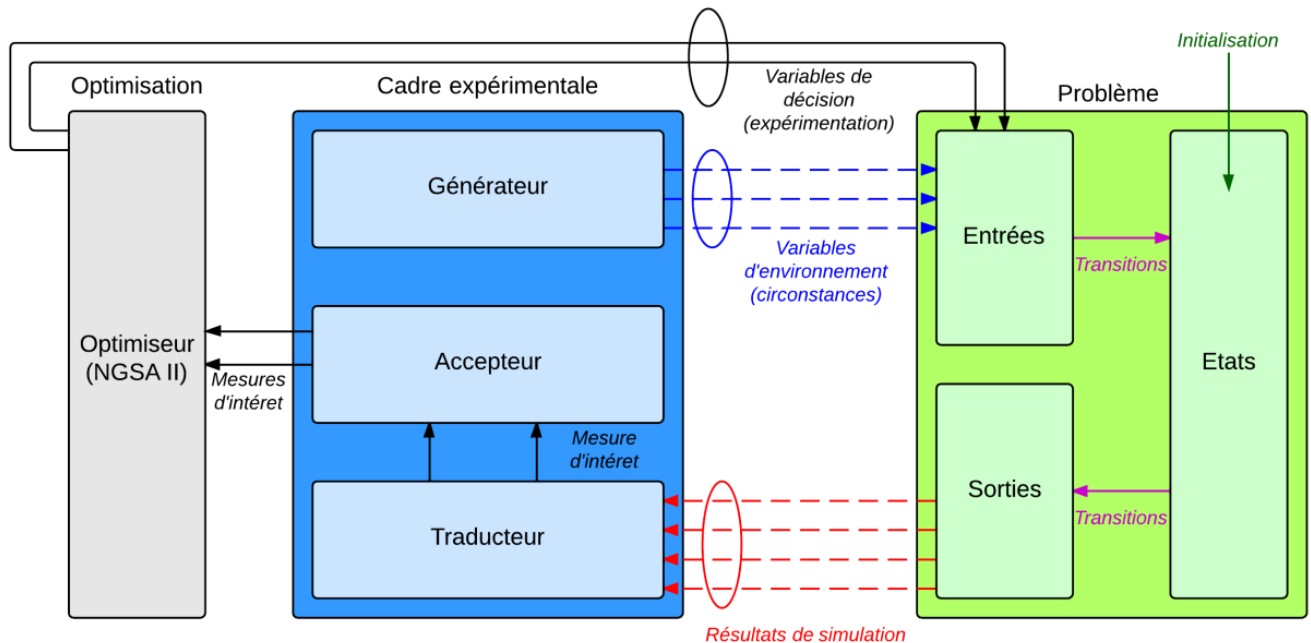 Initialisation
Optimisation
Cadre expérimentale
Variables de
décision
(expérimentation)
Problème
Générateur
Entrées
Variables
d'environnement
(circonstances)
Transitions
Optimiseur
(NGSA II)
Mesures
d'intéret
Accepteur
Etats
Mesure
d'intéret
Traducteur
Sorties
Transitions
Résultats de simulation